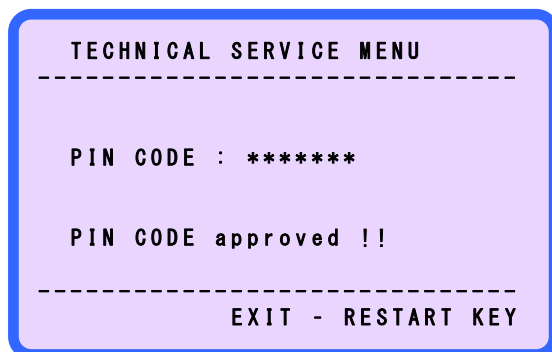 TECHNICAL SERVICE MENU
------------------------------
PIN CODE : *******
PIN CODE approved !!
------------------------------
EXIT - RESTART KEY